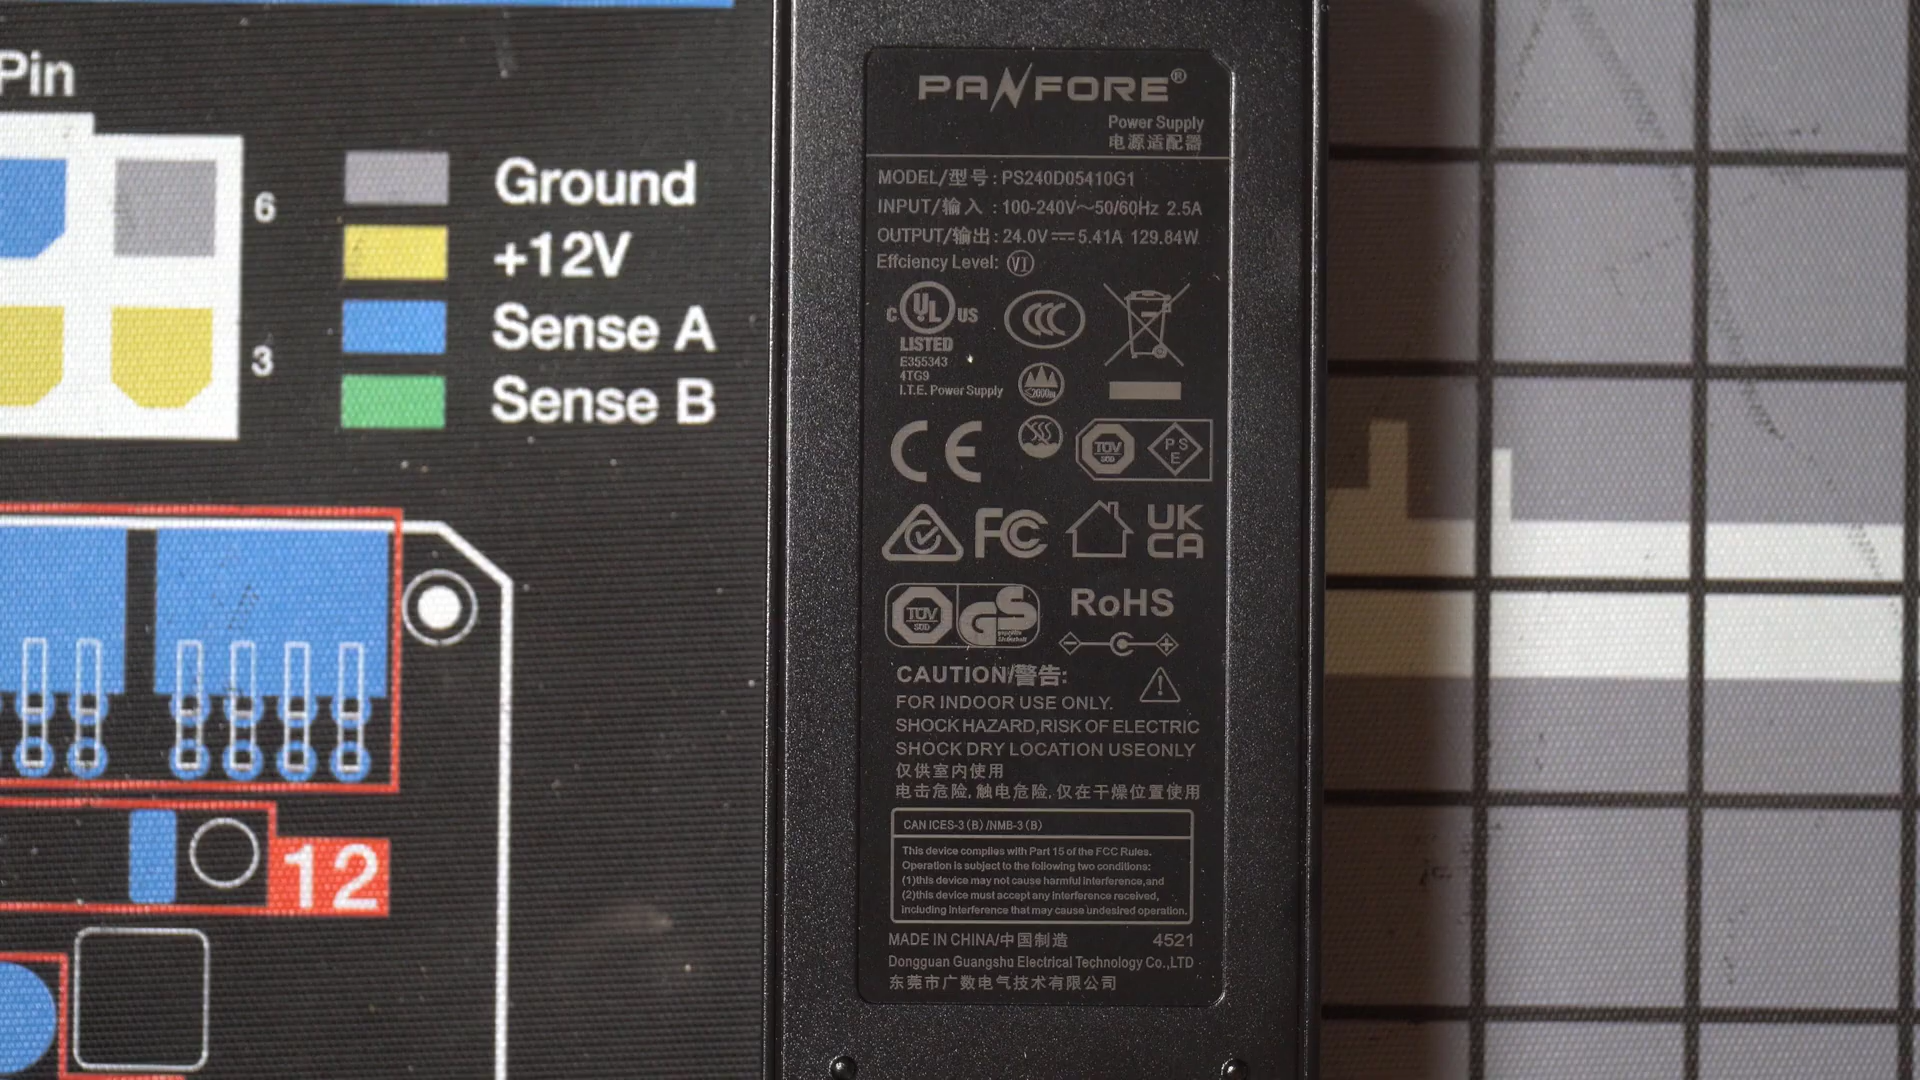 Pin
6
3
Ground
+12V
Sense A
Sense B
12
PANFORE®
Power Supply
电源适配器
MODEL/型号: PS240D05410G1
INPUT/输入 : 100-240V~50/60Hz 2.5A
OUTPUT/输出: 24.0V⎓5.41A 129.84W
Effciency Level: VI
C UL US
LISTED
E355343
4TG9
I.T.E. Power Supply
CCC
≤2000m
CE
TÜV
SÜD
PS
E
FC
UK
CA
TÜV
SÜD
GS
geprüfte
Sicherheit
RoHS
CAUTION/警告:
FOR INDOOR USE ONLY.
SHOCK HAZARD,RISK OF ELECTRIC
SHOCK DRY LOCATION USEONLY
仅供室内使用
电击危险, 触电危险, 仅在干燥位置使用
CAN ICES-3 (B) /NMB-3 (B)
This device complies with Part 15 of the FCC Rules.
Operation is subject to the following two conditions:
(1)this device may not cause harmful interference,and
(2)this device must accept any interference received,
including interference that may cause undesired operation.
MADE IN CHINA/中国制造 4521
Dongguan Guangshu Electrical Technology Co.,LTD
东莞市广数电气技术有限公司